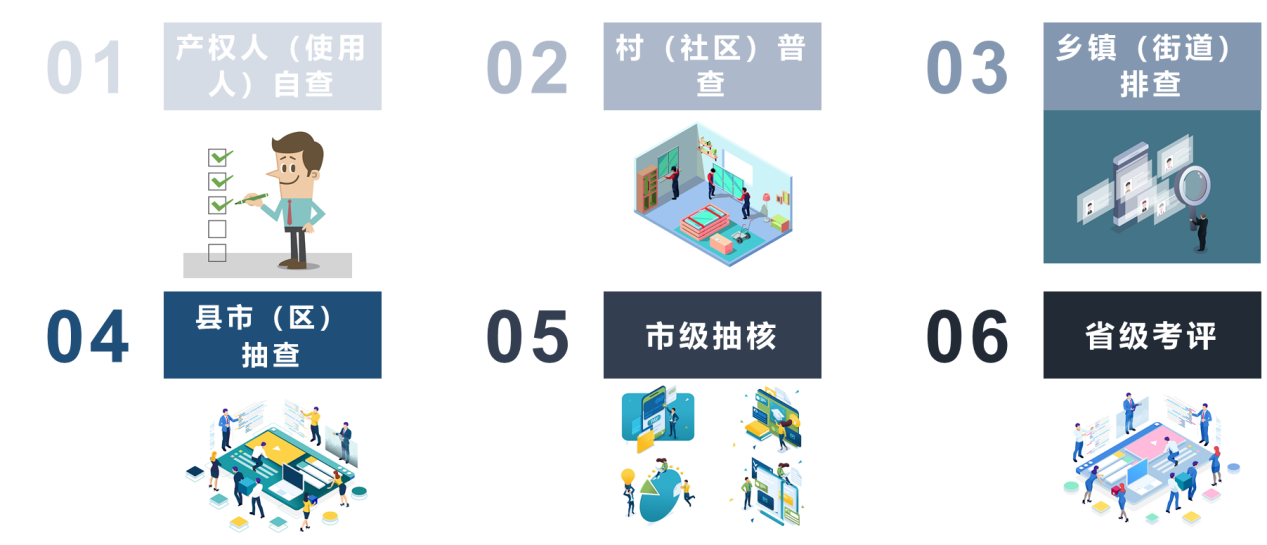 01
产权人（使用
人）自查
02
村（社区）普
查
03
乡镇（街道）
排查
04
县市（区）
抽查
05
市级抽核
06
省级考评